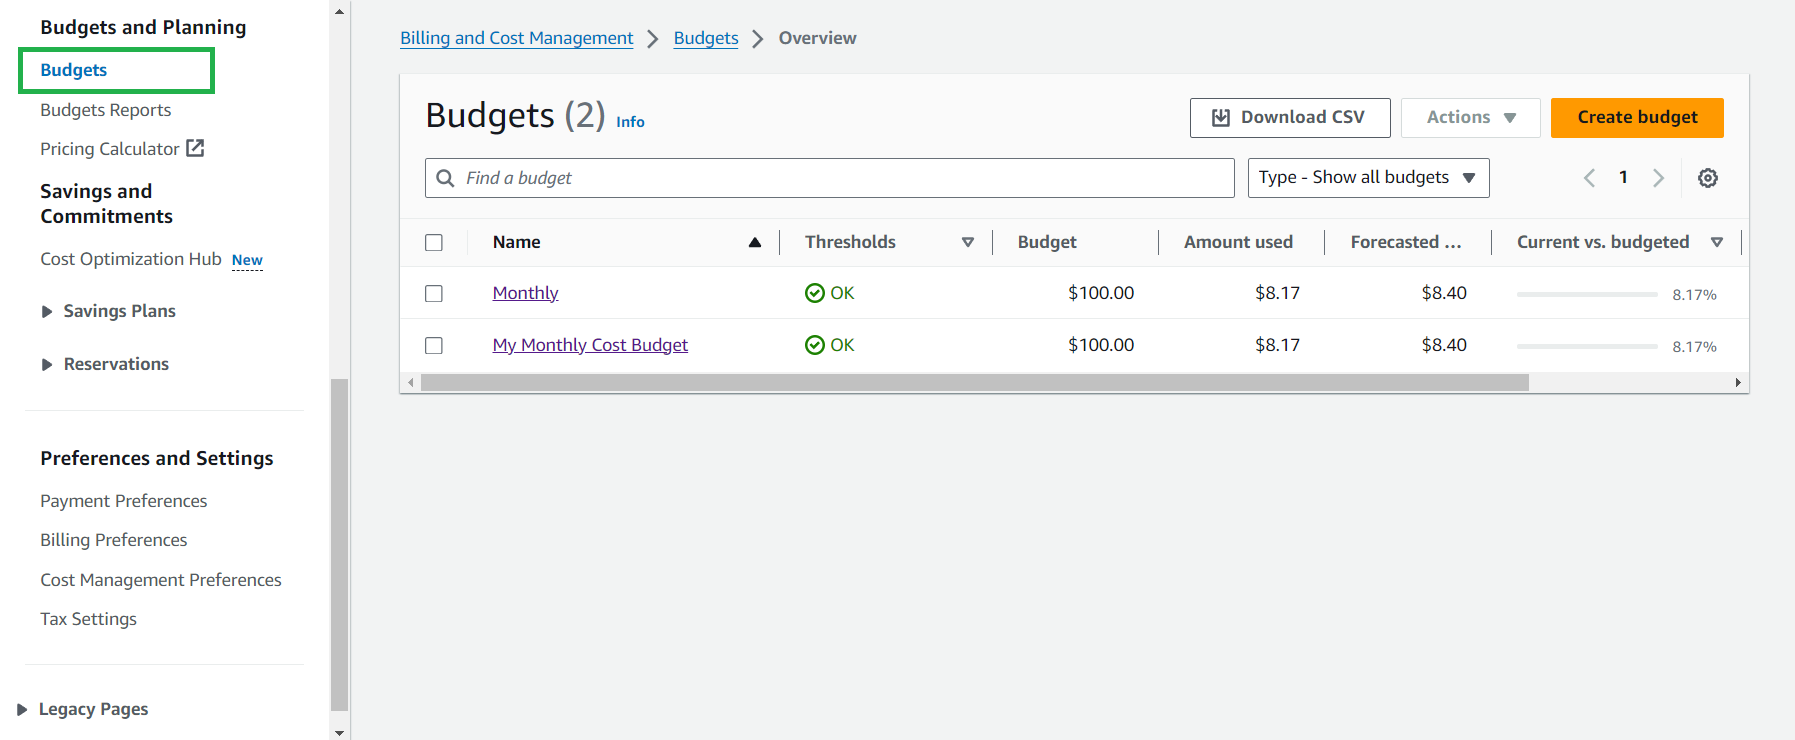 Budgets and Planning
Budgets
Budgets Reports
Pricing Calculator
Savings and
Commitments
Cost Optimization Hub New
Savings Plans
Reservations
Preferences and Settings
Payment Preferences
Billing Preferences
Cost Management Preferences
Tax Settings
Legacy Pages
Billing and Cost Management > Budgets > Overview
Budgets (2) Info
Download CSV
Actions
Create budget
Find a budget
Type - Show all budgets
1
Name Thresholds Budget Amount used Forecasted ... Current vs. budgeted
Monthly OK $100.00 $8.17 $8.40 8.17%
My Monthly Cost Budget OK $100.00 $8.17 $8.40 8.17%